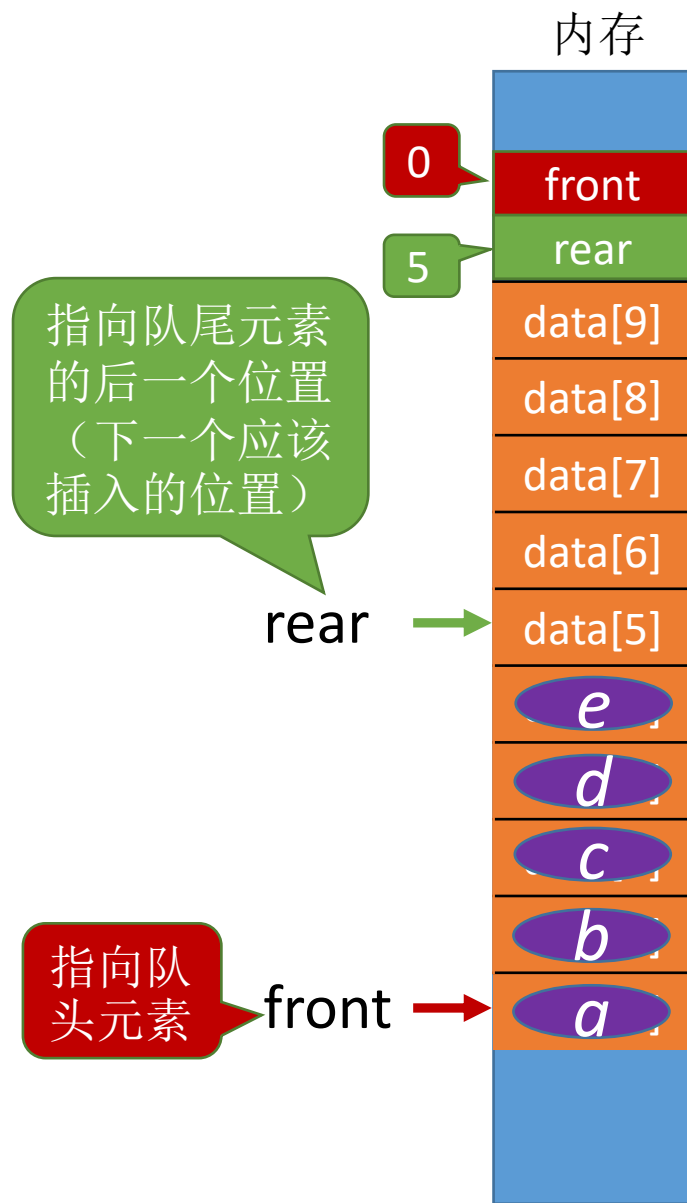 内存
0
front
5
rear
指向队尾元素
的后一个位置
（下一个应该
插入的位置）
data[9]
data[8]
data[7]
data[6]
rear
data[5]
e
d
c
b
指向队
头元素
front
a